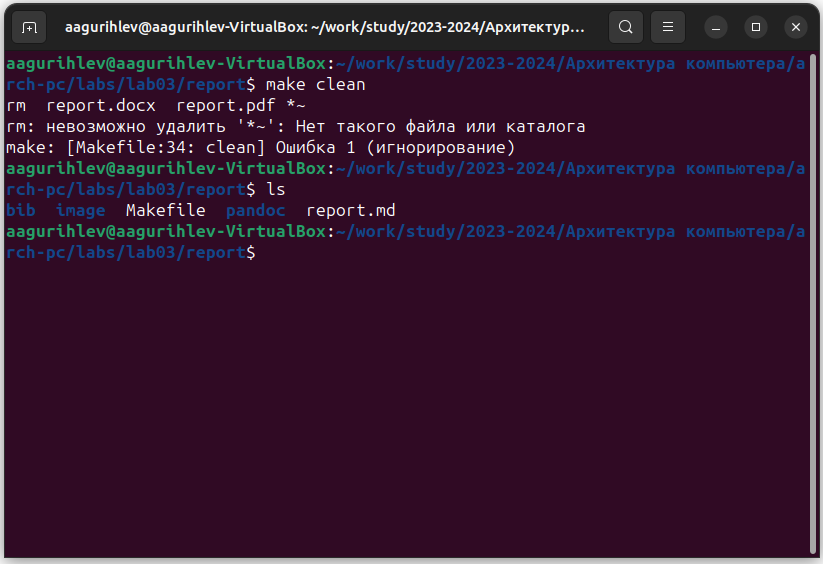 aagurihlev@aagurihlev-VirtualBox: ~/work/study/2023-2024/Архитектур...
aagurihlev@aagurihlev-VirtualBox:~/work/study/2023-2024/Архитектура компьютера/a
rch-pc/labs/lab03/report$ make clean
rm  report.docx  report.pdf *~
rm: невозможно удалить '*~': Нет такого файла или каталога
make: [Makefile:34: clean] Ошибка 1 (игнорирование)
aagurihlev@aagurihlev-VirtualBox:~/work/study/2023-2024/Архитектура компьютера/a
rch-pc/labs/lab03/report$ ls
bib  image  Makefile  pandoc  report.md
aagurihlev@aagurihlev-VirtualBox:~/work/study/2023-2024/Архитектура компьютера/a
rch-pc/labs/lab03/report$